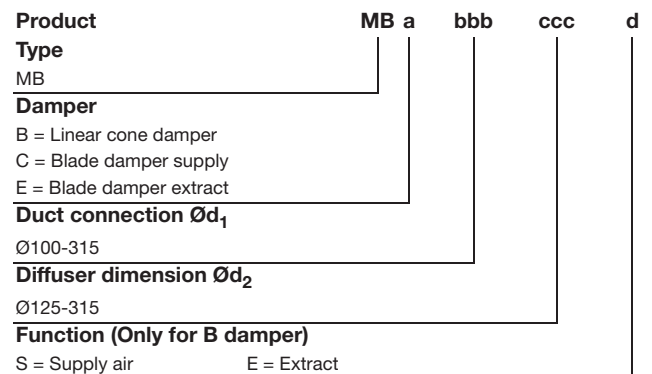 Product MB a bbb ccc d
Type
MB
Damper
B = Linear cone damper
C = Blade damper supply
E = Blade damper extract
Duct connection Ød1
Ø100-315
Diffuser dimension Ød2
Ø125-315
Function (Only for B damper)
S = Supply air E = Extract